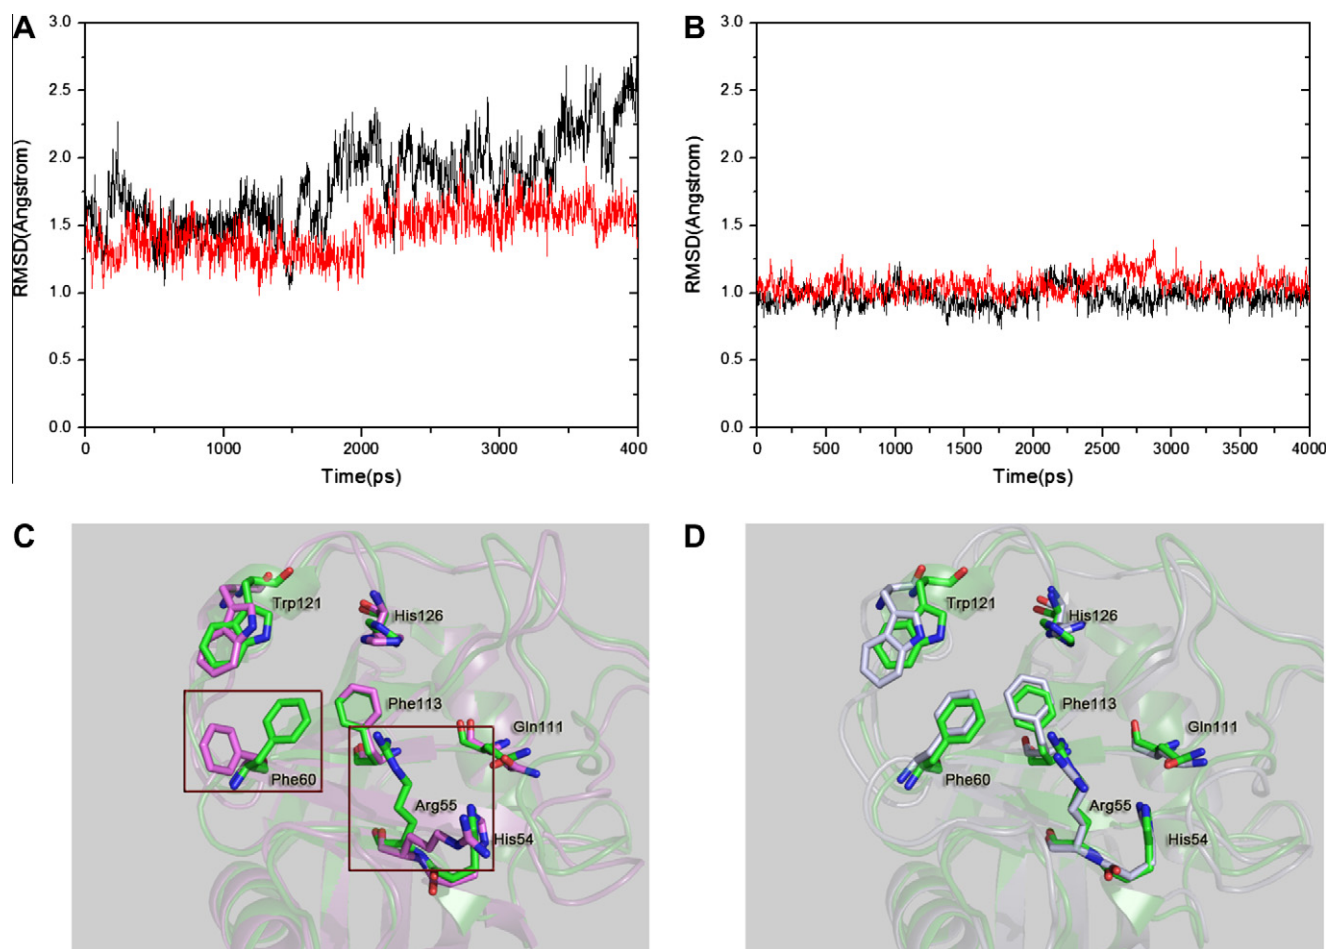 A
3.0
2.5
2.0
1.5
1.0
0.5
0.0
RMSD(Angstrom)
0
1000
2000
3000
400
Time(ps)
B
3.0
2.5
2.0
1.5
1.0
0.5
0.0
RMSD(Angstrom)
0
500
1000
1500
2000
2500
3000
3500
4000
Time(ps)
C
Trp121
His126
Phe113
Gln111
Phe60
Arg55
His54
D
Trp121
His126
Phe113
Gln111
Phe60
Arg55
His54